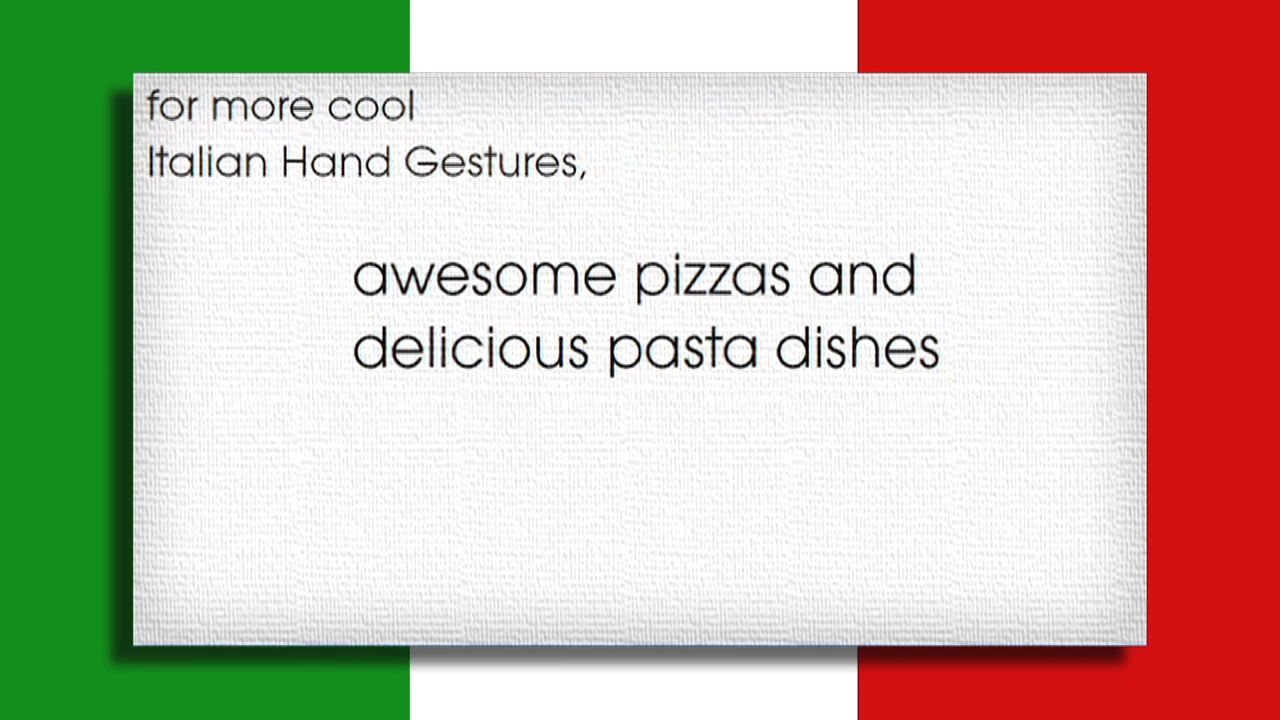 for more cool
Italian Hand Gestures,
awesome pizzas and
delicious pasta dishes